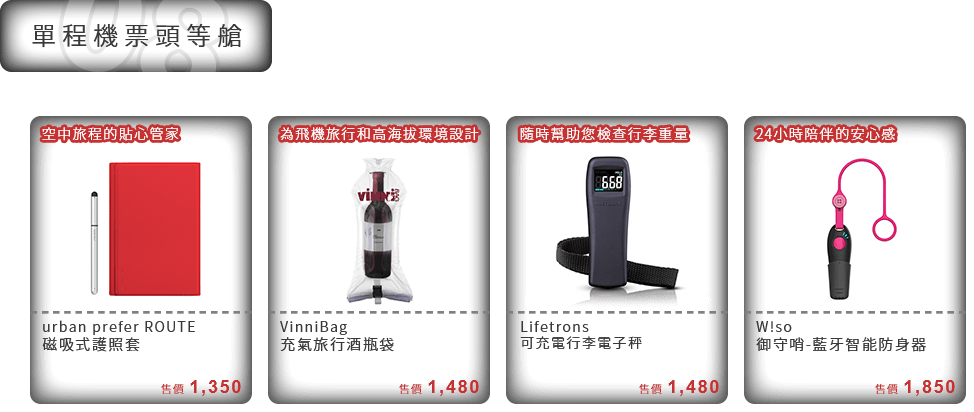 08
單程機票頭等艙
空中旅程的貼心管家
urban prefer ROUTE
磁吸式護照套
售價 1,350
為飛機旅行和高海拔環境設計
vinni
VinniBag
充氣旅行酒瓶袋
售價 1,480
隨時幫助您檢查行李重量
6.68
Lifetrons
可充電行李電子秤
售價 1,480
24小時陪伴的安心感
W!so
御守哨-藍牙智能防身器
售價 1,850